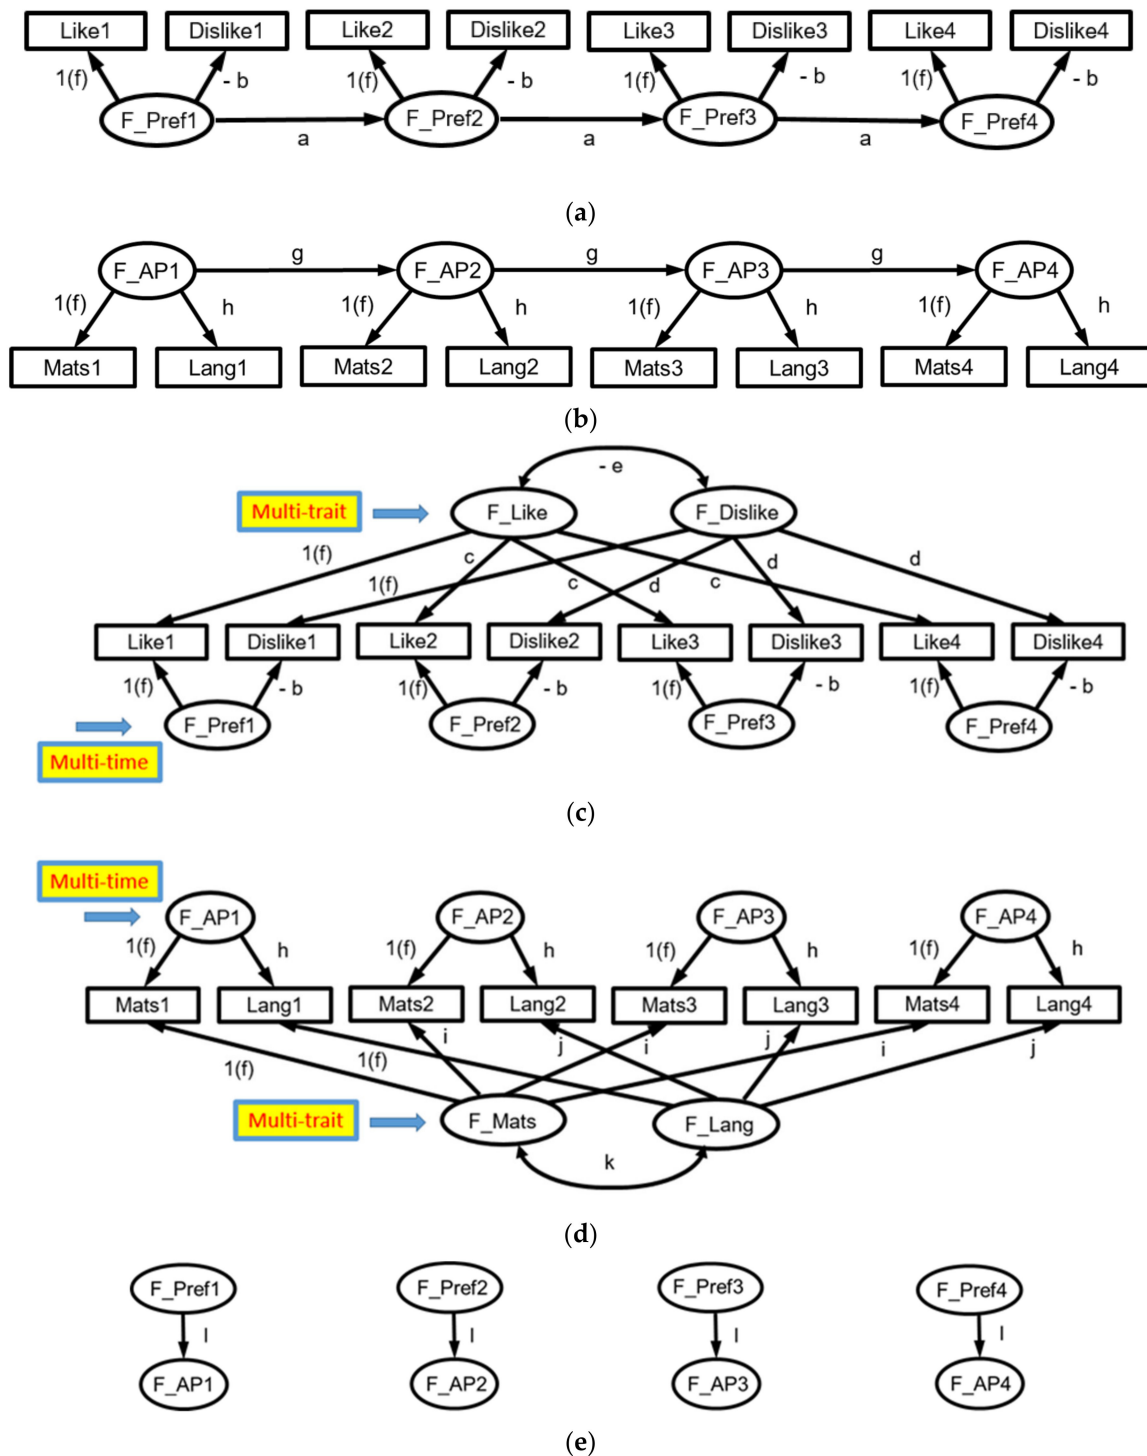 Like1 Dislike1 Like2 Dislike2 Like3 Dislike3 Like4 Dislike4
1(f) - b 1(f) - b 1(f) - b 1(f) - b
F_Pref1 F_Pref2 F_Pref3 F_Pref4
a a a
(a)
g g g
F_AP1 F_AP2 F_AP3 F_AP4
1(f) h 1(f) h 1(f) h 1(f) h
Mats1 Lang1 Mats2 Lang2 Mats3 Lang3 Mats4 Lang4
(b)
- e
Multi-trait F_Like F_Dislike
1(f) c d d
1(f) c d c
Like1 Dislike1 Like2 Dislike2 Like3 Dislike3 Like4 Dislike4
1(f) - b 1(f) - b 1(f) - b 1(f) - b
F_Pref1 F_Pref2 F_Pref3 F_Pref4
Multi-time
(c)
Multi-time
F_AP1 F_AP2 F_AP3 F_AP4
1(f) h 1(f) h 1(f) h 1(f) h
Mats1 Lang1 Mats2 Lang2 Mats3 Lang3 Mats4 Lang4
i j i j i j
1(f) 1(f)
Multi-trait F_Mats F_Lang
k
(d)
F_Pref1 F_Pref2 F_Pref3 F_Pref4
l l l l
F_AP1 F_AP2 F_AP3 F_AP4
(e)